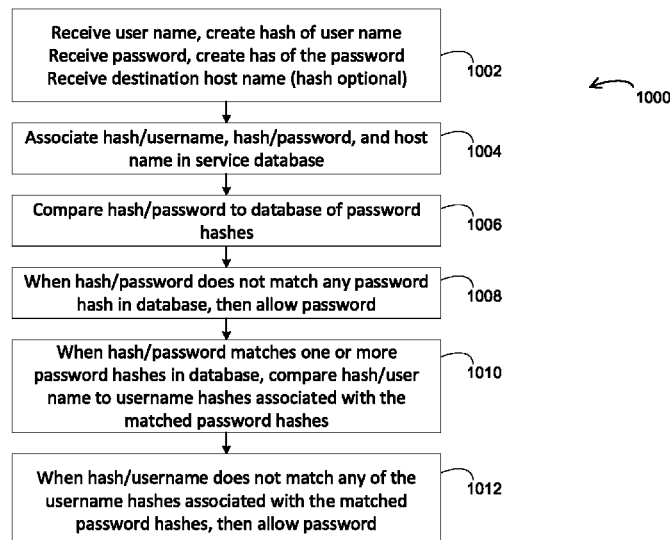 Receive user name, create hash of user name
Receive password, create has of the password
Receive destination host name (hash optional)
1002
1000
Associate hash/username, hash/password, and host
name in service database
1004
Compare hash/password to database of password
hashes
1006
When hash/password does not match any password
hash in database, then allow password
1008
When hash/password matches one or more
password hashes in database, compare hash/user
name to username hashes associated with the
matched password hashes
1010
When hash/username does not match any of the
username hashes associated with the matched
password hashes, then allow password
1012